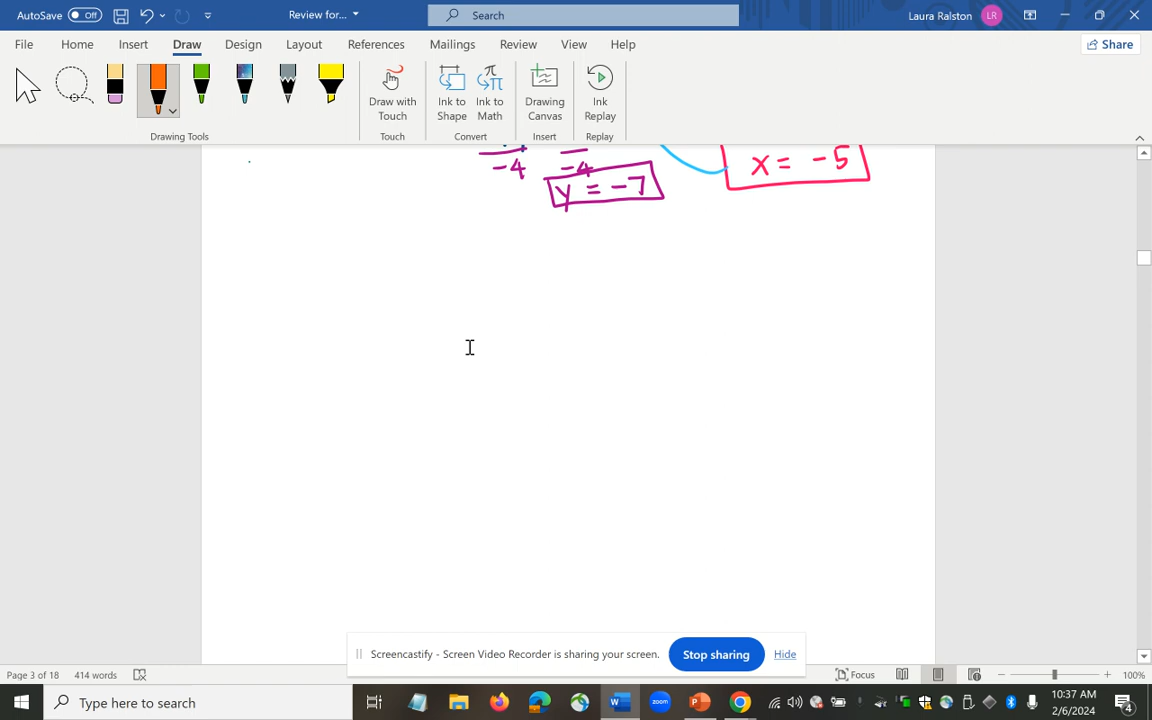 AutoSave Off Review for... Search Laura Ralston LR
File Home Insert Draw Design Layout References Mailings Review View Help Share
Draw with Touch
Ink to Shape
Ink to Math
Drawing Canvas
Ink Replay
Drawing Tools Touch Convert Insert Replay
-4 -4
x = -5
y = -7
Screencastify - Screen Video Recorder is sharing your screen. Stop sharing Hide
Page 3 of 18 414 words Focus 100%
Type here to search W zoom P 10:37 AM
2/6/2024 4